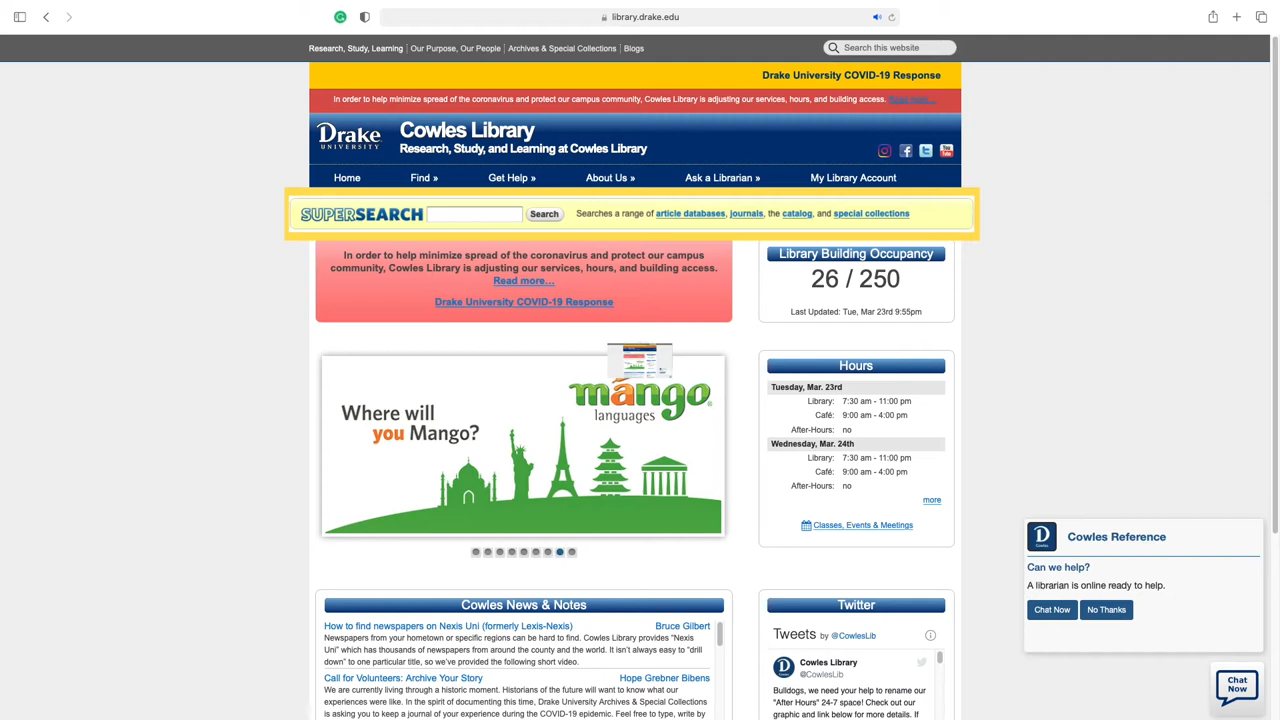 library.drake.edu
Research, Study, Learning
Our Purpose, Our People
Archives & Special Collections
Blogs
Search this website
Drake University COVID-19 Response
In order to help minimize spread of the coronavirus and protect our campus community, Cowles Library is adjusting our services, hours, and building access. Read more...
Drake
UNIVERSITY
Cowles Library
Research, Study, and Learning at Cowles Library
Home
Find »
Get Help »
About Us »
Ask a Librarian »
My Library Account
SUPERSEARCH
Search
Searches a range of article databases, journals, the catalog, and special collections
In order to help minimize spread of the coronavirus and protect our campus
community, Cowles Library is adjusting our services, hours, and building access.
Read more…
Drake University COVID-19 Response
Library Building Occupancy
26 / 250
Last Updated: Tue, Mar 23rd 9:55pm
Where will
you Mango?
mango
languages
Hours
Tuesday, Mar. 23rd
Library: 7:30 am - 11:00 pm
Café: 9:00 am - 4:00 pm
After-Hours: no
Wednesday, Mar. 24th
Library: 7:30 am - 11:00 pm
Café: 9:00 am - 4:00 pm
After-Hours: no
more
Classes, Events & Meetings
Cowles Reference
Can we help?
A librarian is online ready to help.
Chat Now
No Thanks
Cowles News & Notes
How to find newspapers on Nexis Uni (formerly Lexis-Nexis) Bruce Gilbert
Newspapers from your hometown or specific regions can be hard to find. Cowles Library provides "Nexis
Uni" which has thousands of newspapers from around the county and the world. It isn't always easy to "drill
down" to one particular title, so we've provided the following short video.
Call for Volunteers: Archive Your Story Hope Grebner Bibens
We are currently living through a historic moment. Historians of the future will want to know what our
experiences were like. In the spirit of documenting this time, Drake University Archives & Special Collections
is asking you to keep a journal of your experience during the COVID epidemic. Feel free to type, write by
Twitter
Tweets by @CowlesLib
Cowles Library
@CowlesLib
Bulldogs, we need your help to rename our
"After Hours" 24-7 space! Check out our
graphic and link below for more details. If
Chat
Now